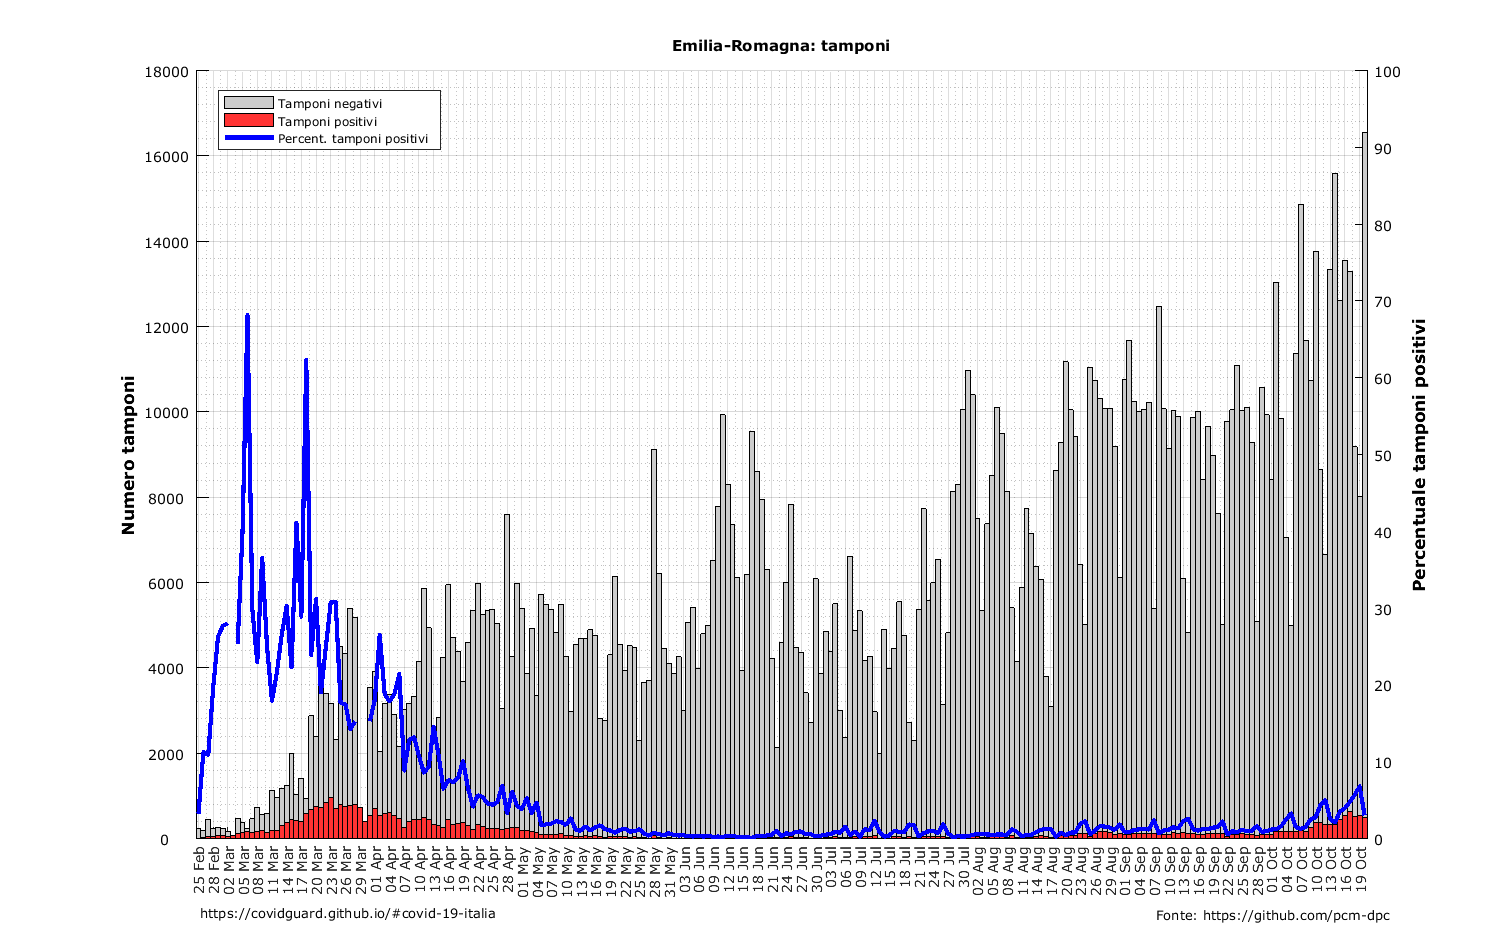 Emilia-Romagna: tamponi
Tamponi negativi
Tamponi positivi
Percent. tamponi positivi
Numero tamponi
18000
16000
14000
12000
10000
8000
6000
4000
2000
0
Percentuale tamponi positivi
100
90
80
70
60
50
40
30
20
10
0
25 Feb
28 Feb
02 Mar
05 Mar
08 Mar
11 Mar
14 Mar
17 Mar
20 Mar
23 Mar
26 Mar
29 Mar
01 Apr
04 Apr
07 Apr
10 Apr
13 Apr
16 Apr
19 Apr
22 Apr
25 Apr
28 Apr
01 May
04 May
07 May
10 May
13 May
16 May
19 May
22 May
25 May
28 May
31 May
03 Jun
06 Jun
09 Jun
12 Jun
15 Jun
18 Jun
21 Jun
24 Jun
27 Jun
30 Jun
03 Jul
06 Jul
09 Jul
12 Jul
15 Jul
18 Jul
21 Jul
24 Jul
27 Jul
30 Jul
02 Aug
05 Aug
08 Aug
11 Aug
14 Aug
17 Aug
20 Aug
23 Aug
26 Aug
29 Aug
01 Sep
04 Sep
07 Sep
10 Sep
13 Sep
16 Sep
19 Sep
22 Sep
25 Sep
28 Sep
01 Oct
04 Oct
07 Oct
10 Oct
13 Oct
16 Oct
19 Oct
https://covidguard.github.io/#covid-19-italia
Fonte: https://github.com/pcm-dpc